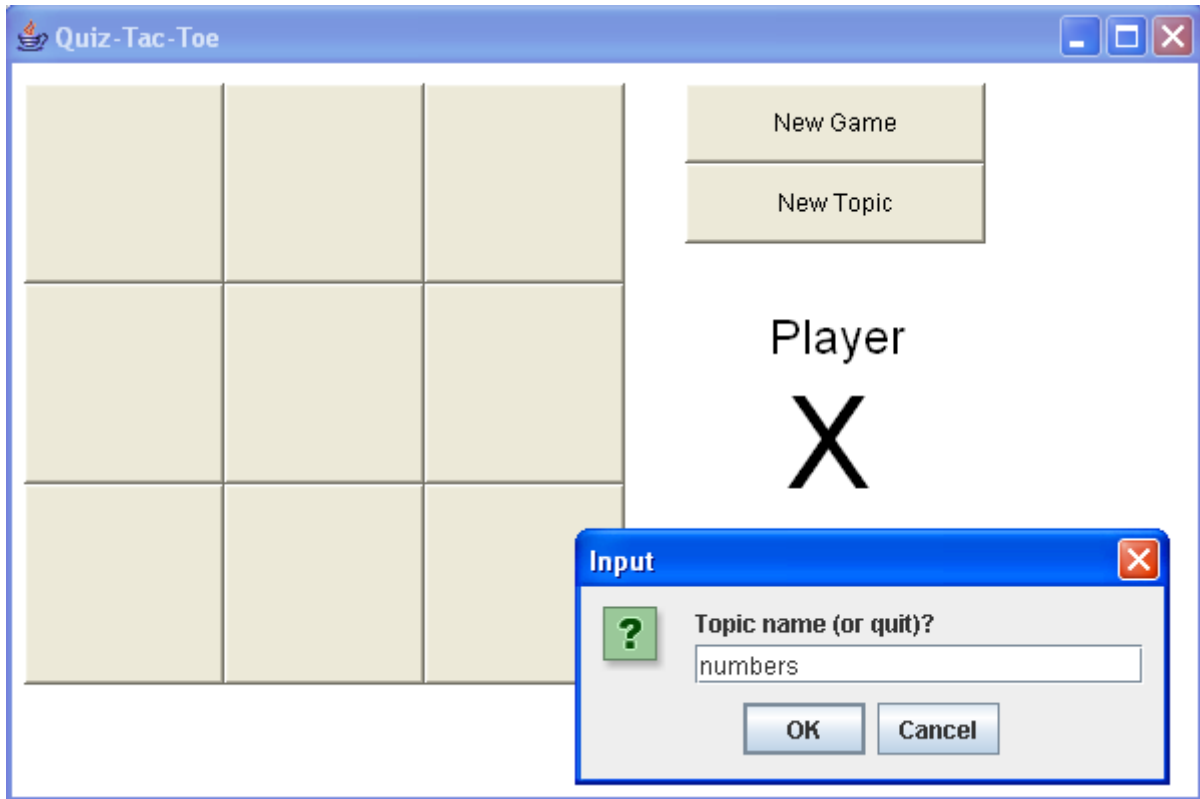 Quiz-Tac-Toe
New Game
New Topic
Player
X
Input
Topic name (or quit)?
numbers
OK
Cancel